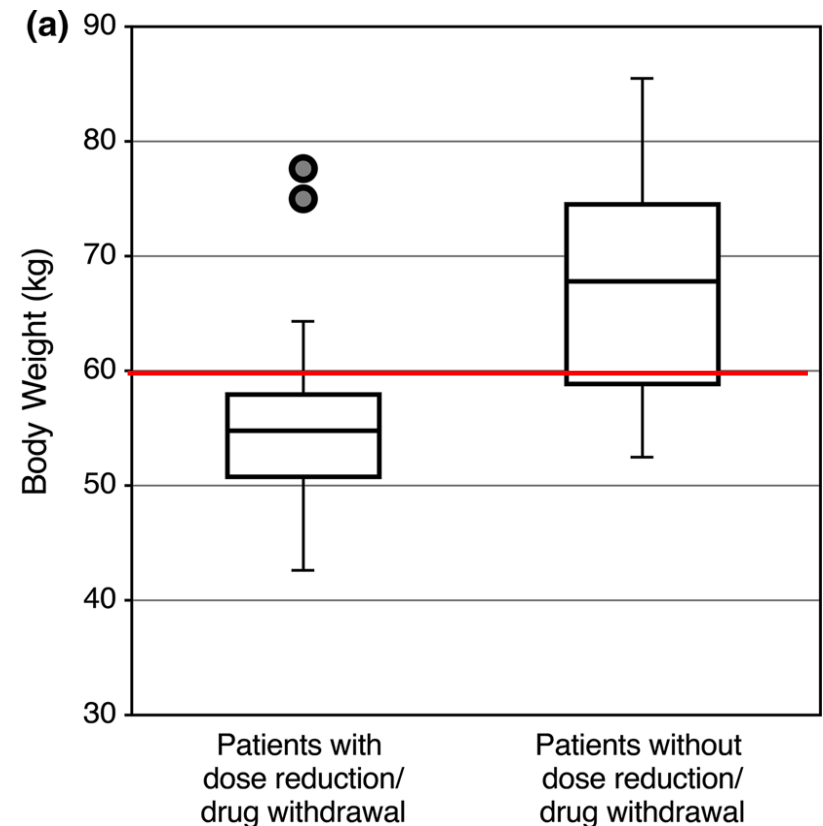 (a)
90
80
70
60
50
40
30
Body Weight (kg)
Patients with
dose reduction/
drug withdrawal
Patients without
dose reduction/
drug withdrawal